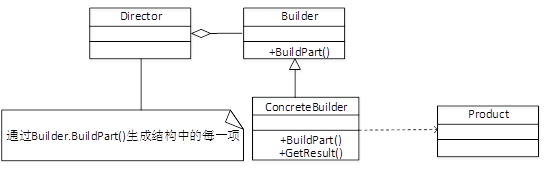 Director
Builder
+BuildPart()
通过Builder.BuildPart()生成结构中的每一项
ConcreteBuilder
+BuildPart()
+GetResult()
Product